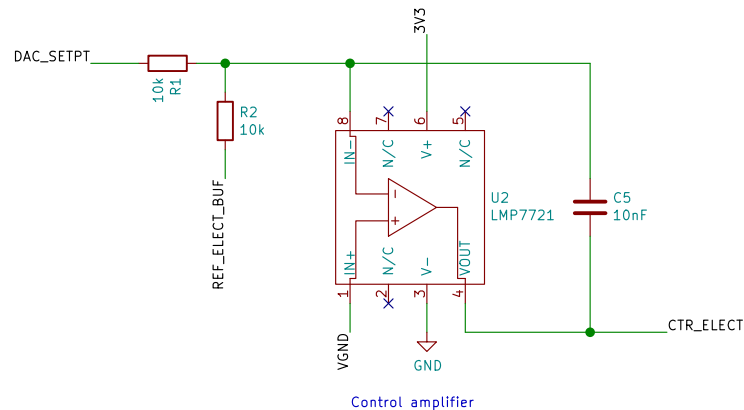 3V3
DAC_SETPT
10k
R1
R2
10k
REF_ELECT_BUF
8
7
6
5
IN-
N/C
V+
N/C
-
+
U2
LMP7721
C5
10nF
IN+
N/C
V-
VOUT
1
2
3
4
VGND
GND
CTR_ELECT
Control amplifier